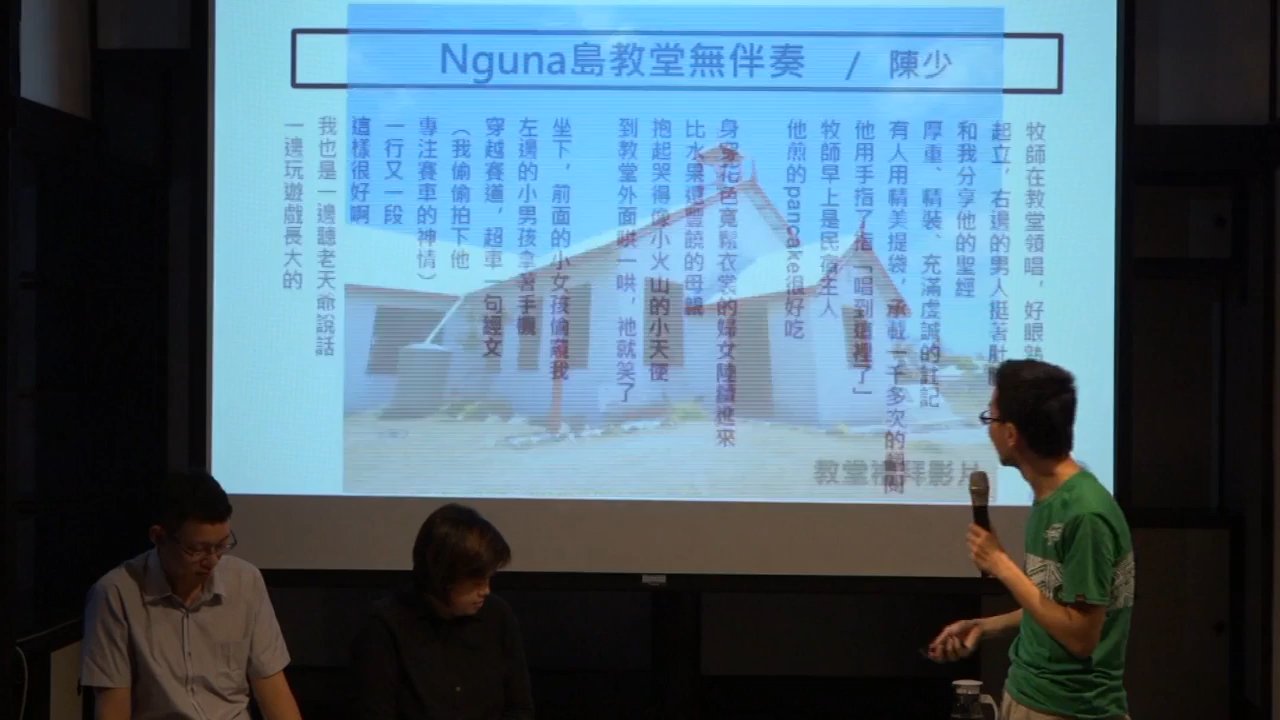 Nguna島教堂無伴奏 / 陳少
牧師在教堂領唱,好眼熟
起立,右邊的男人挺著肚
和我分享他的聖經
厚重、精裝、充滿虔誠的註記
有人用精美提袋,承載一千多次的翻閱
他用手指了指「唱到這裡了」
牧師早上是民宿主人
他煎的pancake很好吃
身穿花色寬鬆衣裳的婦女陸續進來
比水果還豐饒的母親
抱起哭得像小火山的小天使
到教堂外面哄一哄,祂就笑了
坐下,前面的小女孩偷窺我
左邊的小男孩拿著手機
穿越賽道,超車一句經文
(我偷偷拍下他
專注賽車的神情)
一行又一段
這樣很好啊
我也是一邊聽老天爺說話
一邊玩遊戲長大的
教堂禮拜影片